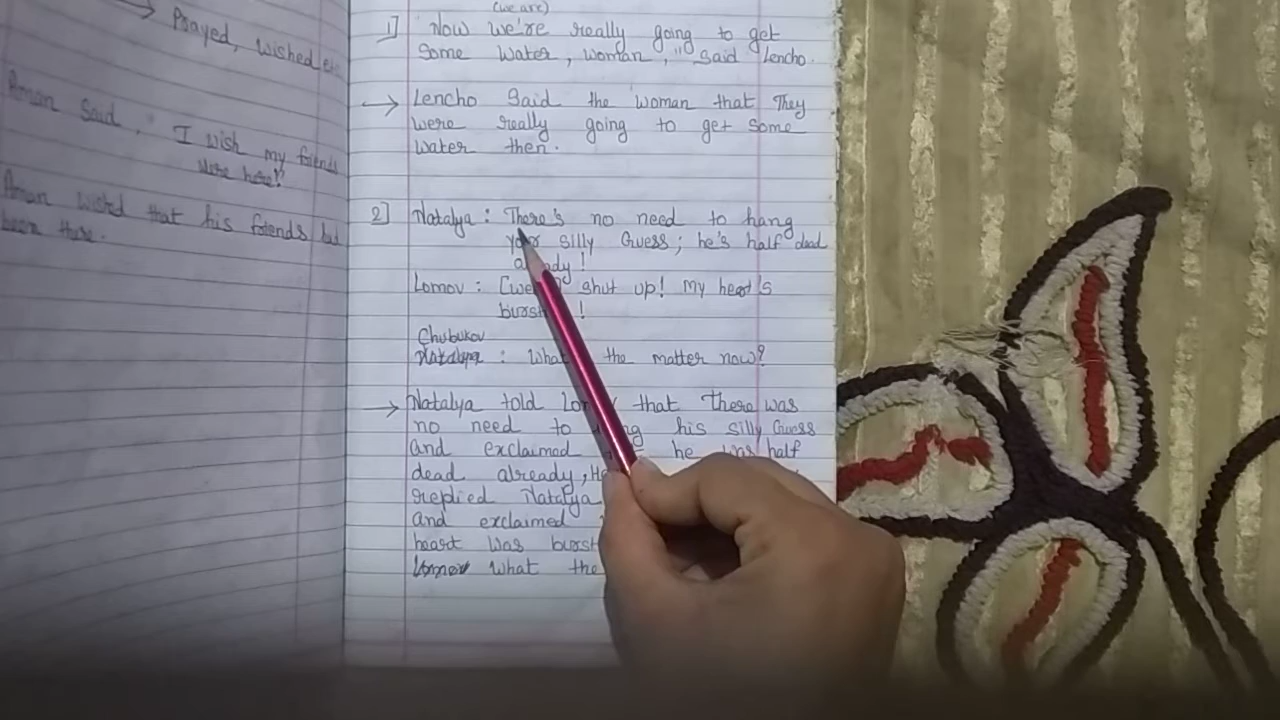 Prayed, wished etc
Aman said, "I wish my friends
were here!"
Aman wished that his friends had
been there.
(we are)
1] "Now we're really going to get
some water, woman," said Lencho.
→ Lencho said the woman that They
were really going to get some
water then.
2] Natalya : There's no need to hang
your silly Guess; he's half dead
already!
Lomov : shut up! My heart's
burst !
Chubukov
: What the matter now?
→ Natalya told that there was
no need to his silly Guess
and exclaimed he was half
dead already,
replied Natalya
and exclaimed
heart was burst
what the